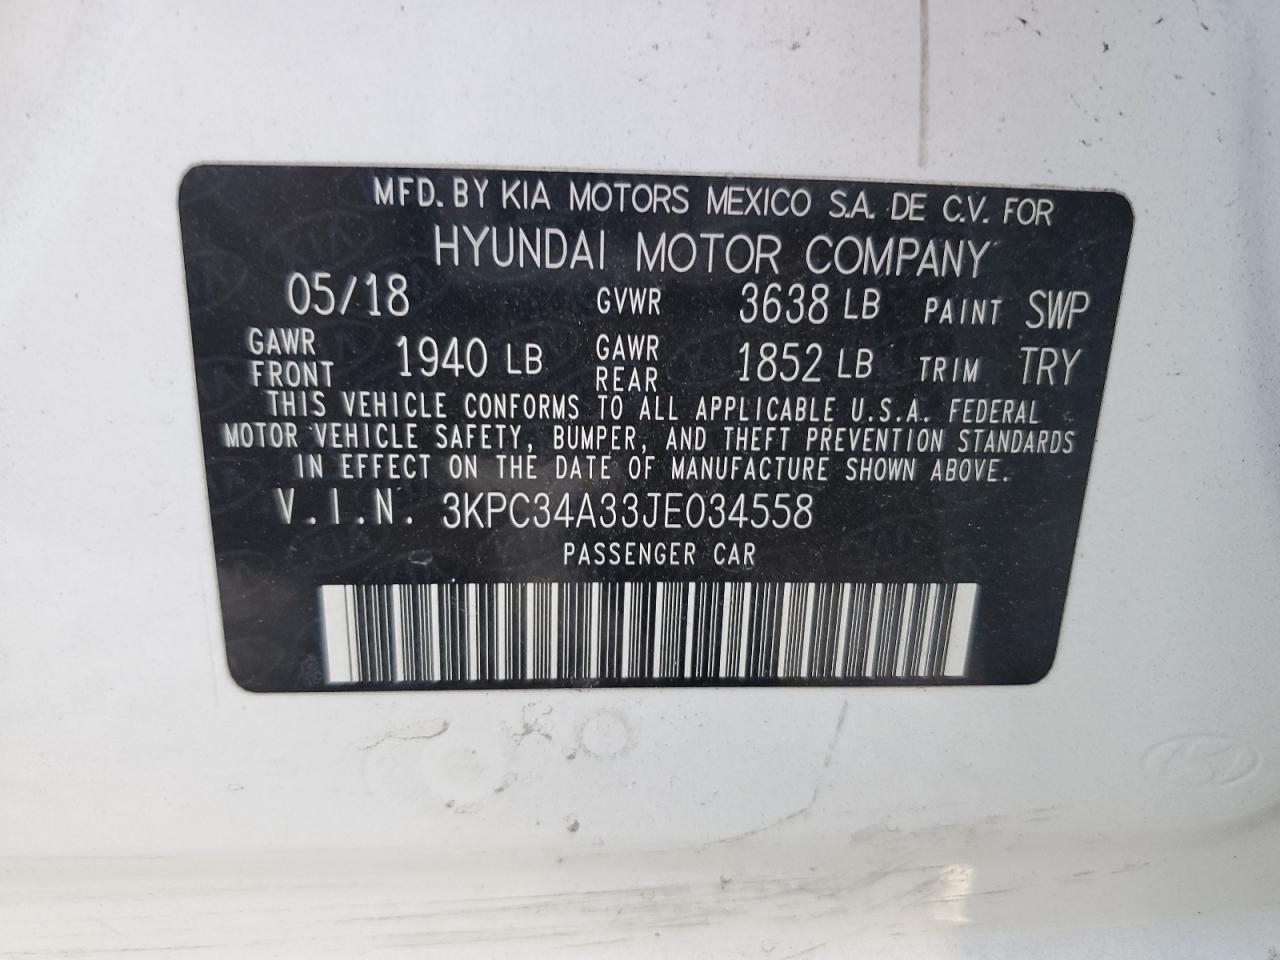 MFD. BY KIA MOTORS MEXICO S.A. DE C.V. FOR
HYUNDAI MOTOR COMPANY
05/18 GVWR 3638 LB PAINT SWP
GAWR FRONT 1940 LB GAWR REAR 1852 LB TRIM TRY
THIS VEHICLE CONFORMS TO ALL APPLICABLE U.S.A. FEDERAL
MOTOR VEHICLE SAFETY, BUMPER, AND THEFT PREVENTION STANDARDS
IN EFFECT ON THE DATE OF MANUFACTURE SHOWN ABOVE.
V.I.N. 3KPC34A33JE034558
PASSENGER CAR